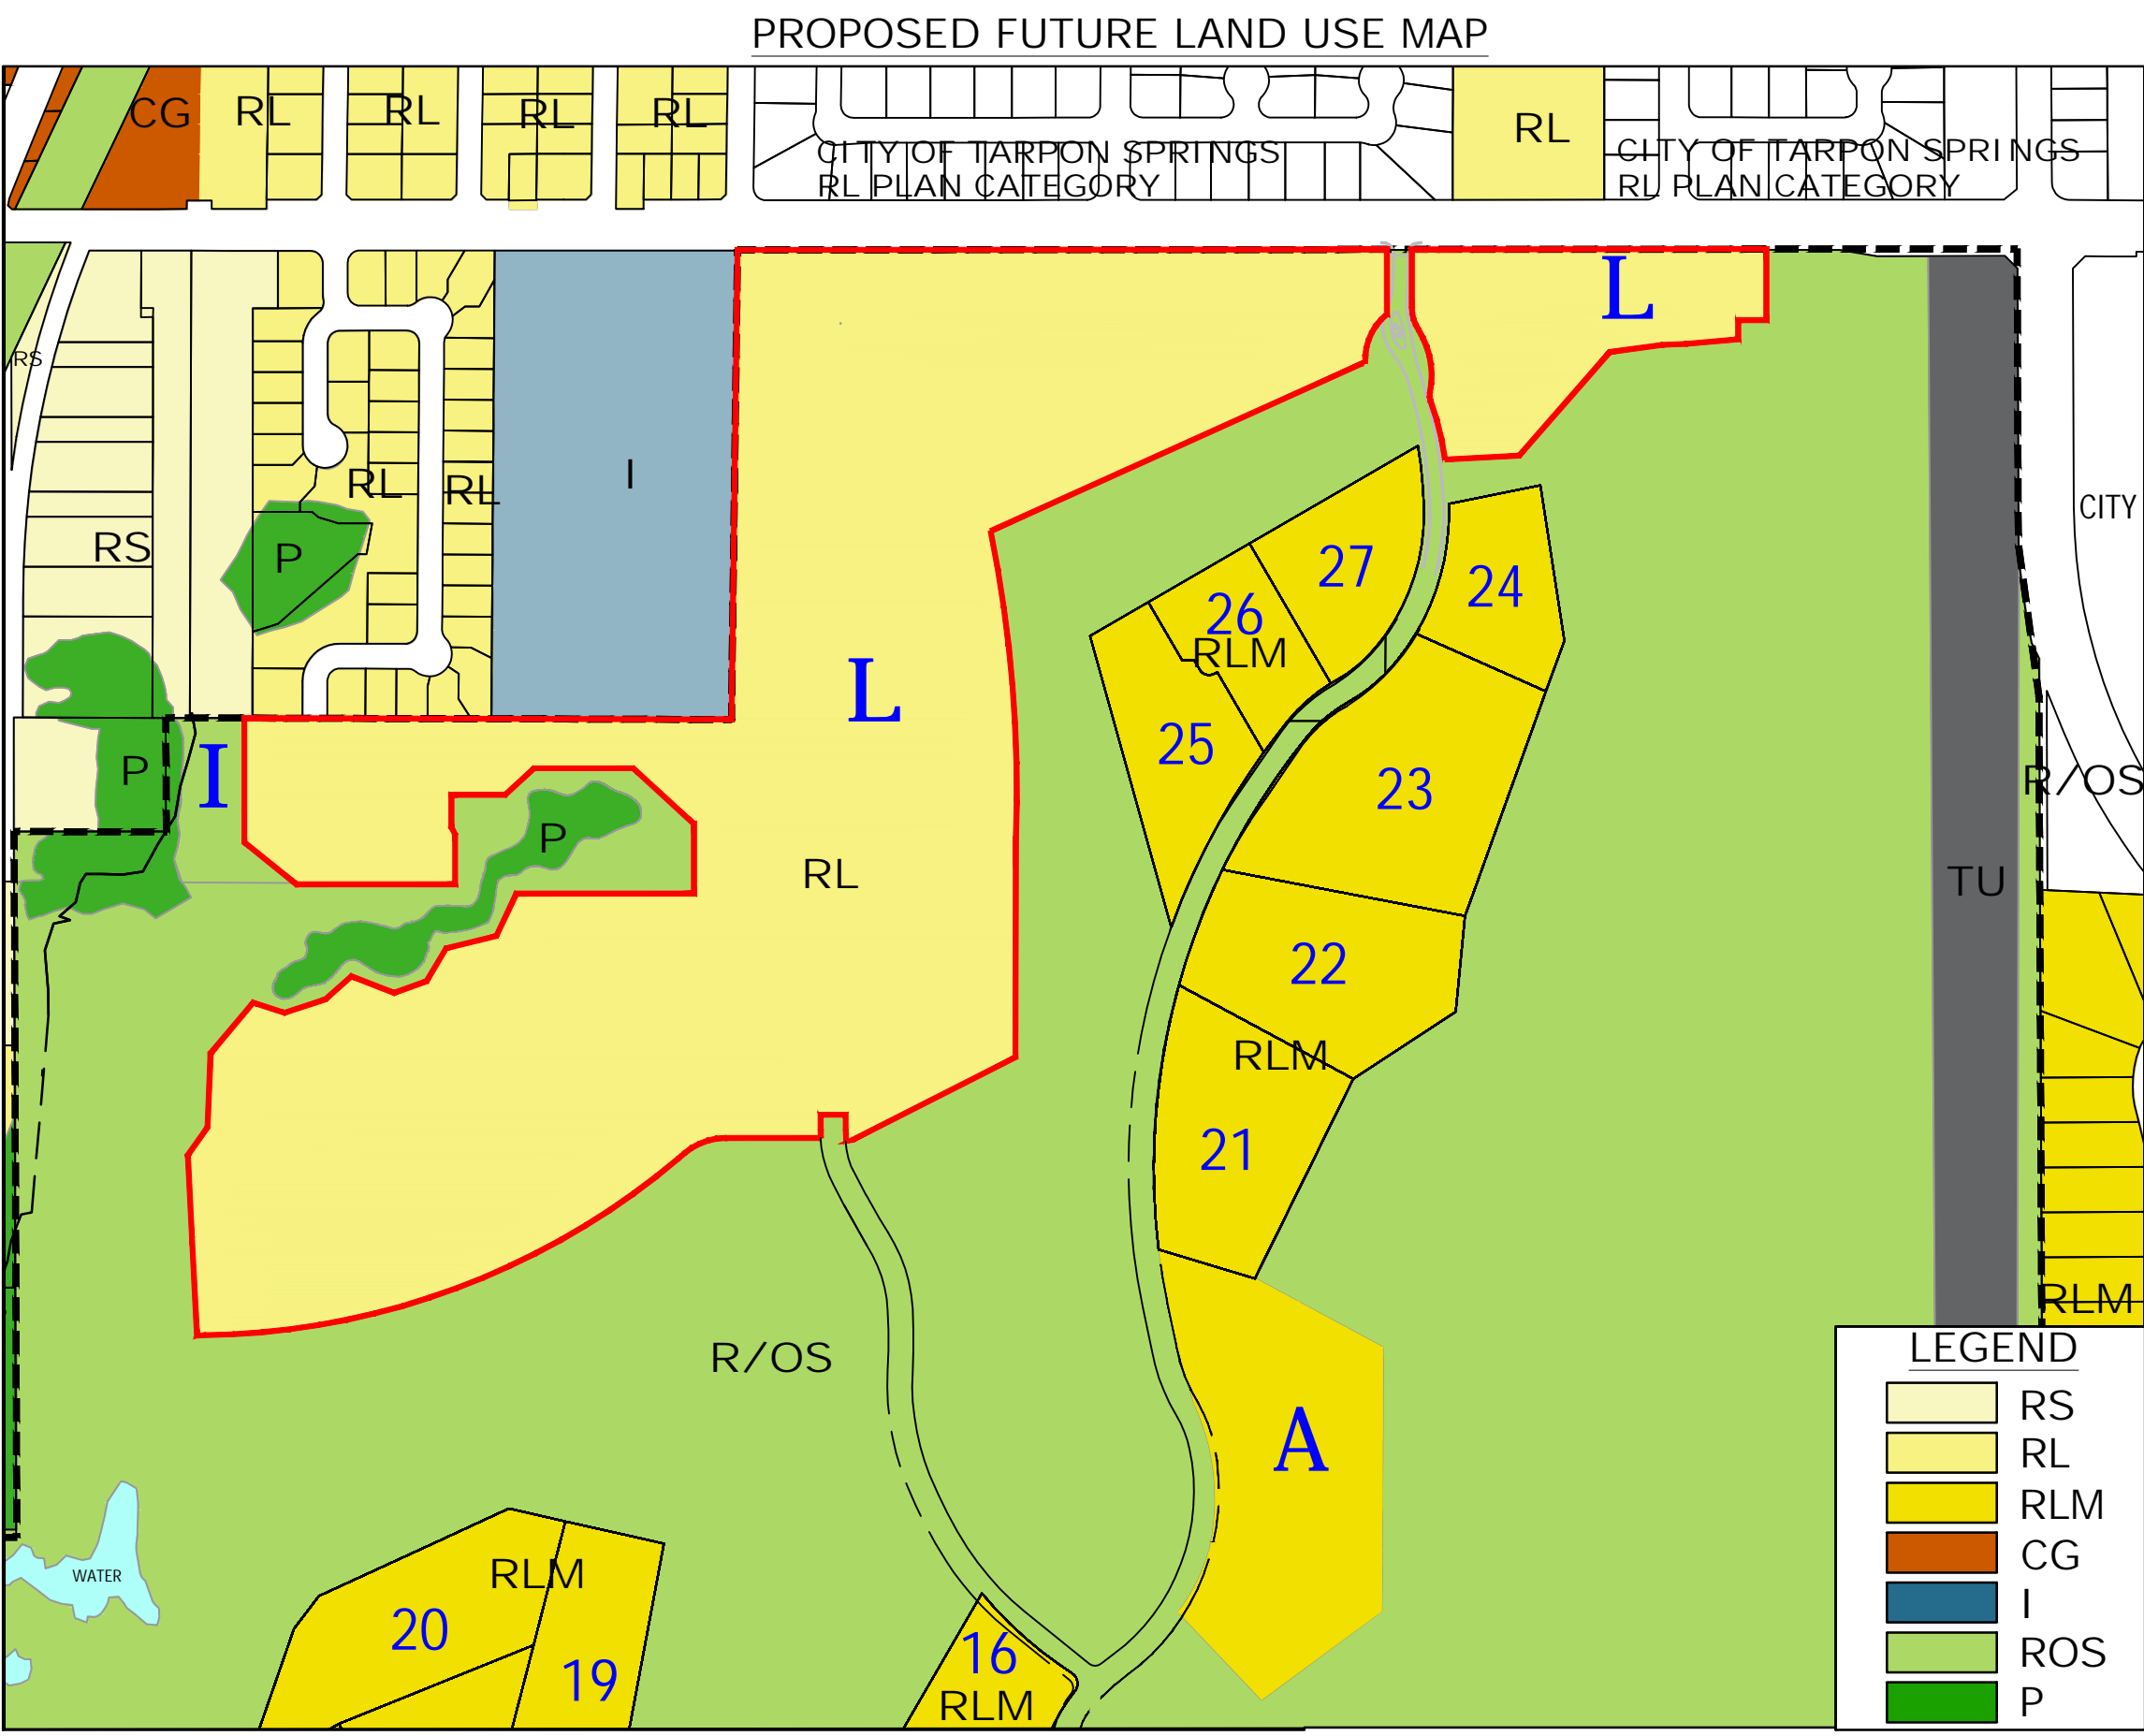 PROPOSED FUTURE LAND USE MAP
CG
RL
RL
RL
RL
RL
CITY OF TARPON SPRINGS
RL PLAN CATEGORY
CITY OF TARPON SPRINGS
RL PLAN CATEGORY
L
RS
I
RL
RL
CITY
RS
P
27
24
26
RLM
L
25
I
P
23
R/OS
P
RL
TU
22
RLM
21
RLM
R/OS
A
WATER
RLM
20
19
16
RLM
LEGEND
RS
RL
RLM
CG
I
ROS
P